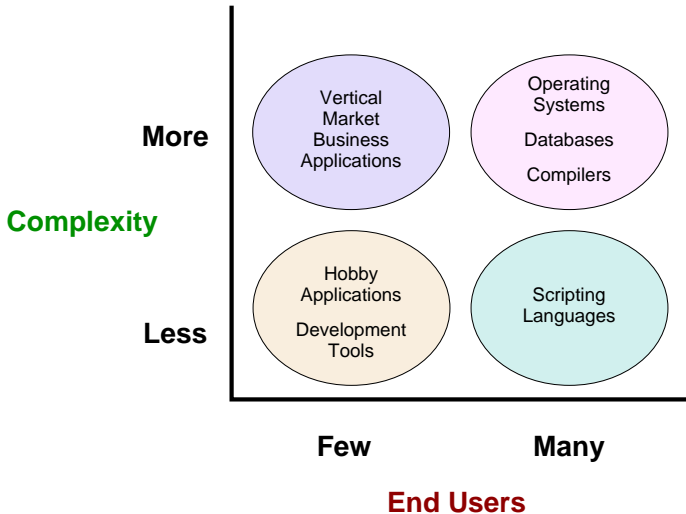 Vertical
Market
Business
Applications
Operating
Systems
Databases
Compilers
More
Complexity
Hobby
Applications
Development
Tools
Scripting
Languages
Less
Few
Many
End Users